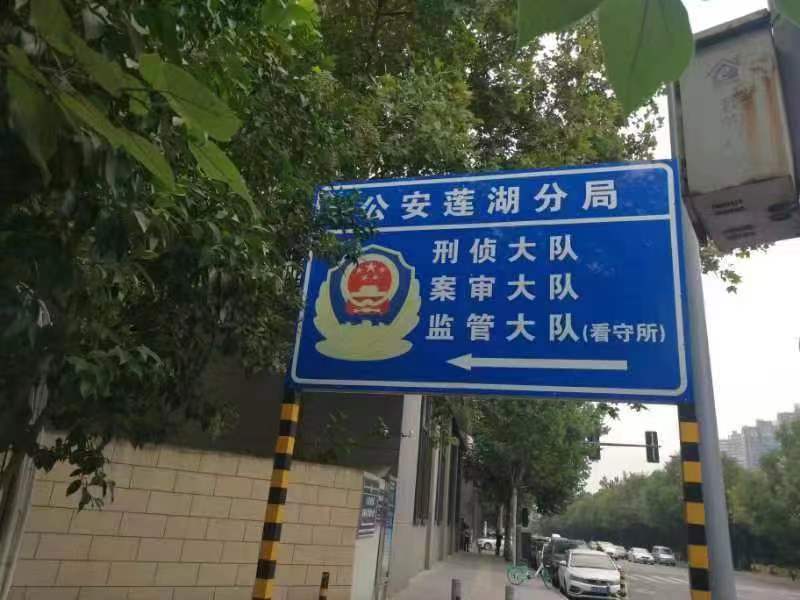 公安莲湖分局
刑侦大队
案审大队
监管大队(看守所)